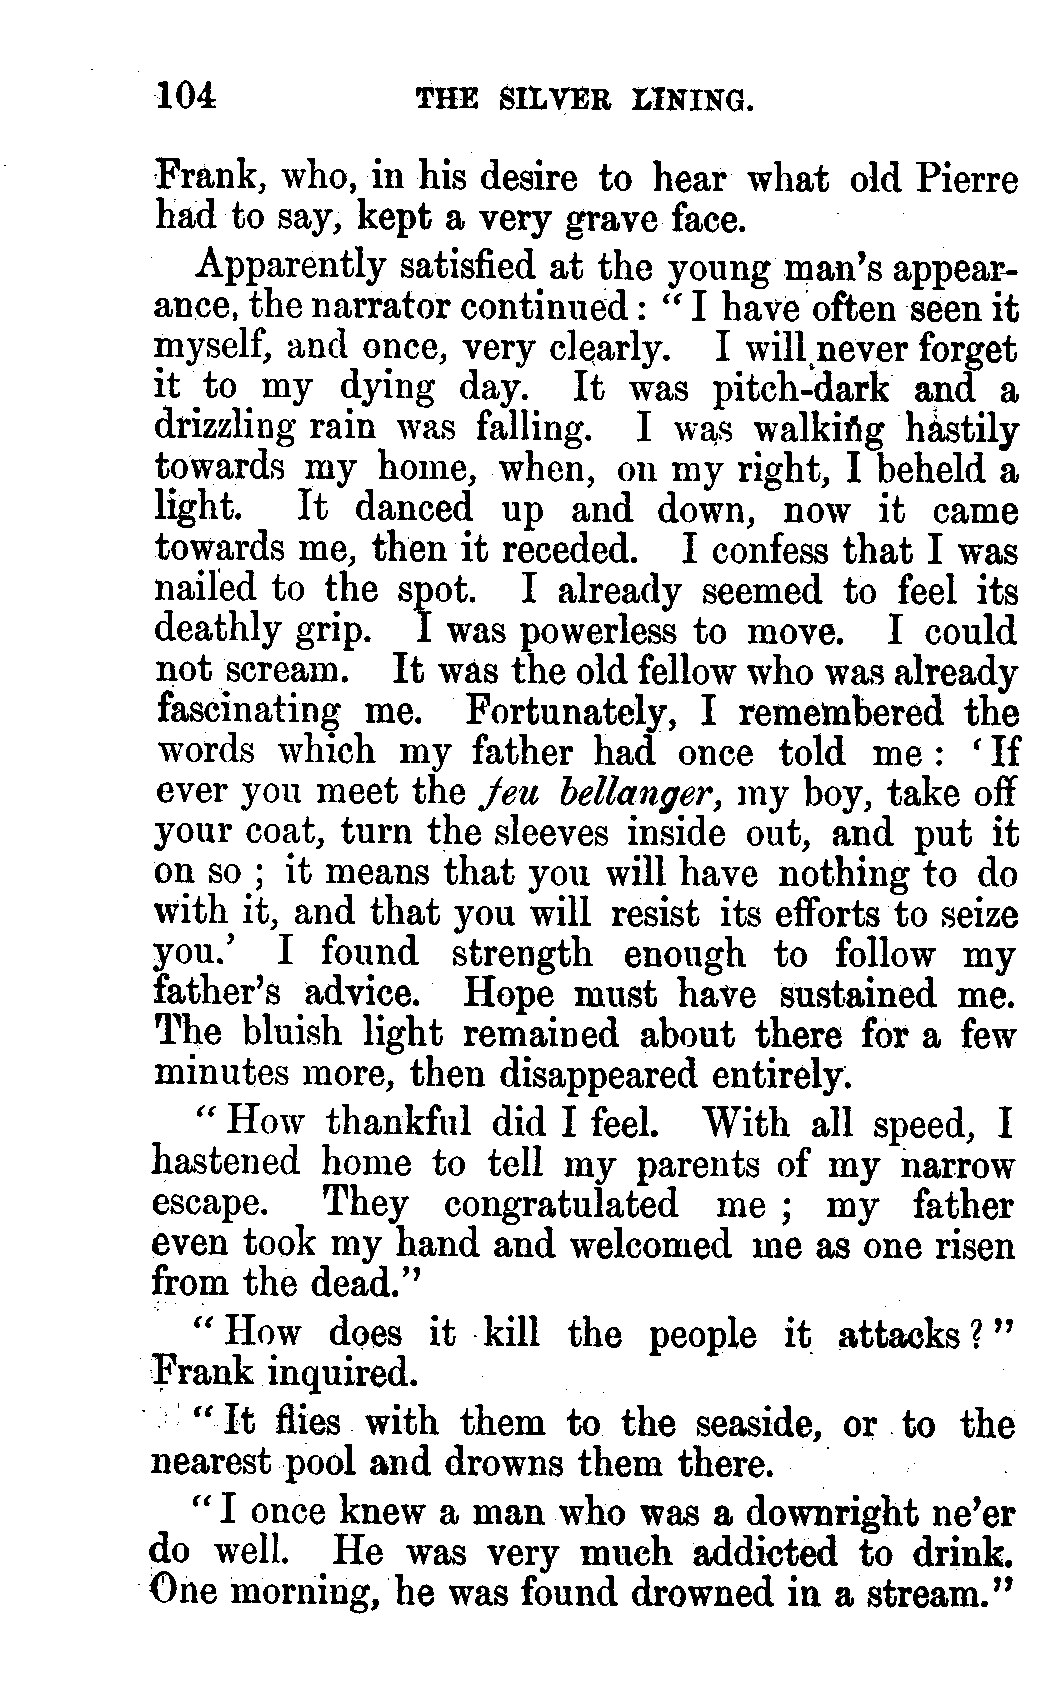 104 THE SILVER LINING.
Frank, who, in his desire to hear what old Pierre
had to say, kept a very grave face.
Apparently satisfied at the young man's appear-
ance, the narrator continued : " I have often seen it
myself, and once, very clearly. I will never forget
it to my dying day. It was pitch-dark and a
drizzling rain was falling. I was walking hastily
towards my home, when, on my right, I beheld a
light. It danced up and down, now it came
towards me, then it receded. I confess that I was
nailed to the spot. I already seemed to feel its
deathly grip. I was powerless to move. I could
not scream. It was the old fellow who was already
fascinating me. Fortunately, I remembered the
words which my father had once told me : ' If
ever you meet the feu bellanger, my boy, take off
your coat, turn the sleeves inside out, and put it
on so ; it means that you will have nothing to do
with it, and that you will resist its efforts to seize
you.' I found strength enough to follow my
father's advice. Hope must have sustained me.
The bluish light remained about there for a few
minutes more, then disappeared entirely.
" How thankful did I feel. With all speed, I
hastened home to tell my parents of my narrow
escape. They congratulated me ; my father
even took my hand and welcomed me as one risen
from the dead."
" How does it kill the people it attacks ? "
Frank inquired.
" It flies with them to the seaside, or to the
nearest pool and drowns them there.
" I once knew a man who was a downright ne'er
do well. He was very much addicted to drink.
One morning, he was found drowned in a stream."